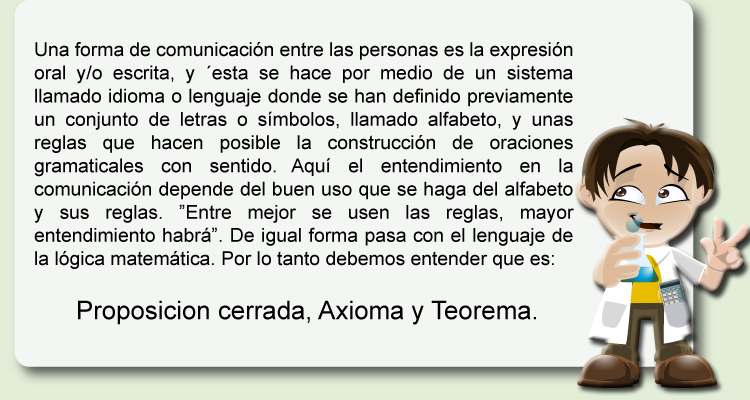 Una forma de comunicación entre las personas es la expresión
oral y/o escrita, y ´esta se hace por medio de un sistema
llamado idioma o lenguaje donde se han definido previamente
un conjunto de letras o símbolos, llamado alfabeto, y unas
reglas que hacen posible la construcción de oraciones
gramaticales con sentido. Aquí el entendimiento en la
comunicación depende del buen uso que se haga del alfabeto
y sus reglas. ”Entre mejor se usen las reglas, mayor
entendimiento habrá”. De igual forma pasa con el lenguaje de
la lógica matemática. Por lo tanto debemos entender que es:
Proposicion cerrada, Axioma y Teorema.